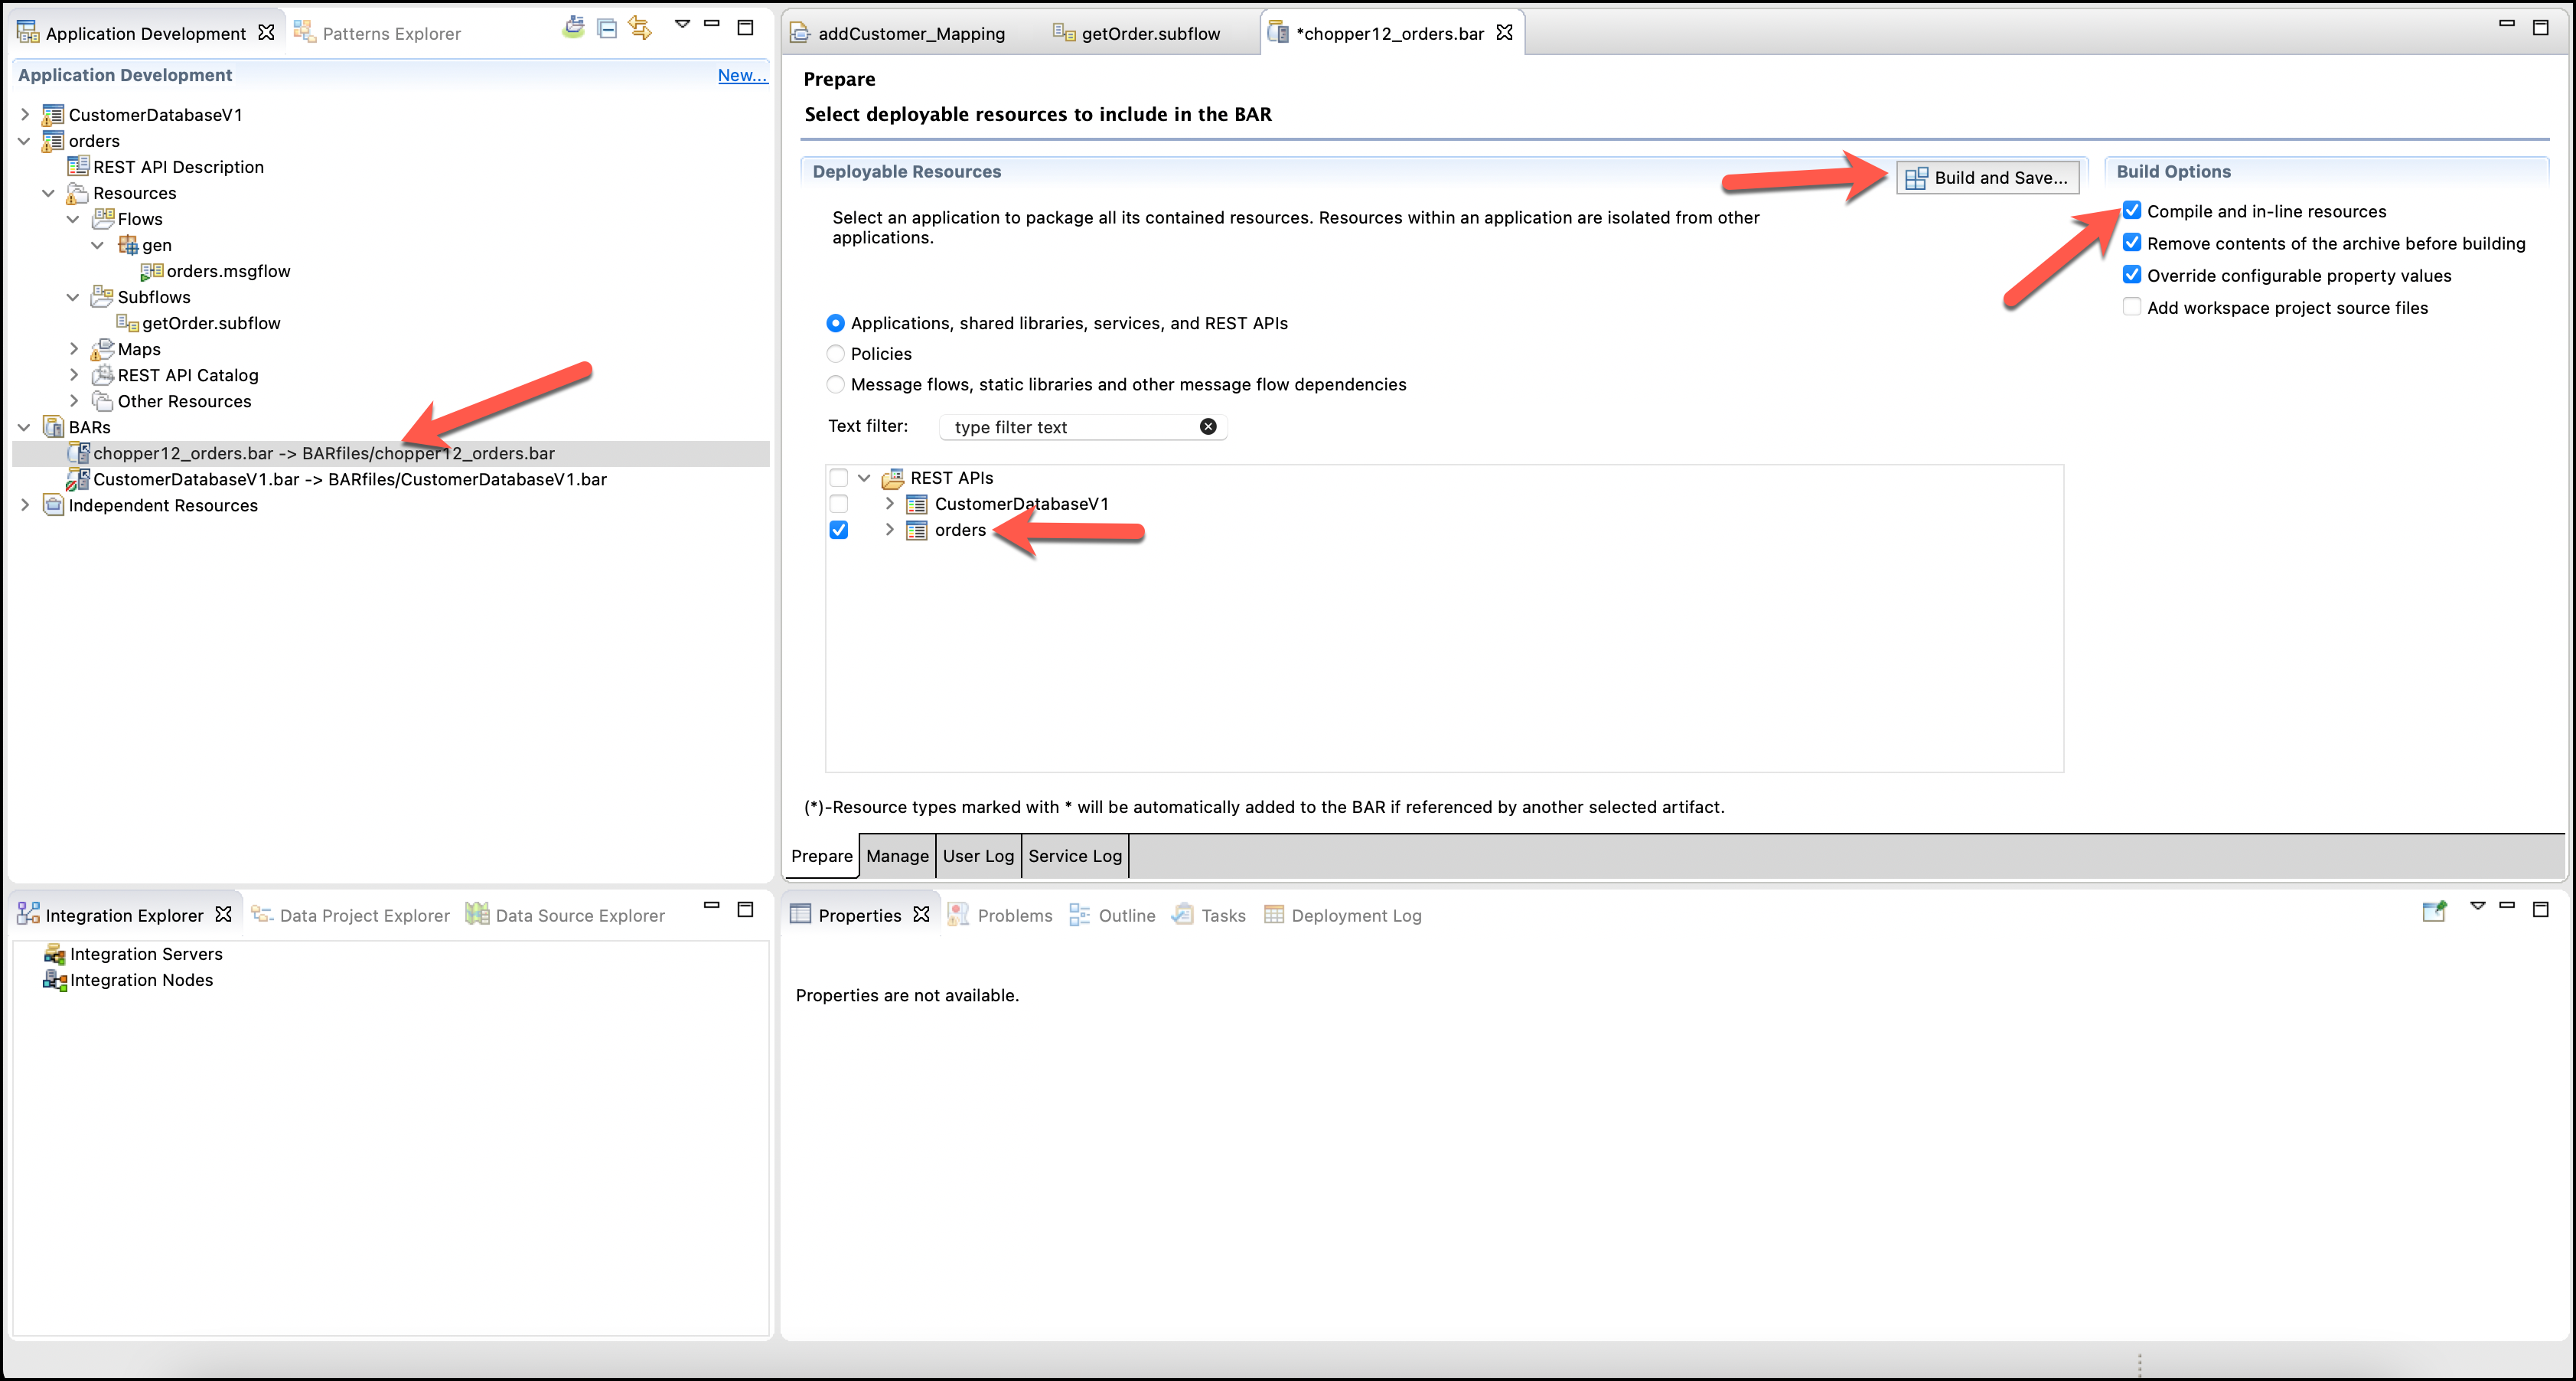 Application Development
Patterns Explorer
Application Development
New...
CustomerDatabaseV1
orders
REST API Description
Resources
Flows
gen
orders.msgflow
Subflows
getOrder.subflow
Maps
REST API Catalog
Other Resources
BARs
chopper12_orders.bar -> BARfiles/chopper12_orders.bar
CustomerDatabaseV1.bar -> BARfiles/CustomerDatabaseV1.bar
Independent Resources
addCustomer_Mapping
getOrder.subflow
*chopper12_orders.bar
Prepare
Select deployable resources to include in the BAR
Deployable Resources
Build and Save...
Select an application to package all its contained resources. Resources within an application are isolated from other
applications.
Applications, shared libraries, services, and REST APIs
Policies
Message flows, static libraries and other message flow dependencies
Text filter:
type filter text
REST APIs
CustomerDatabaseV1
orders
(*)-Resource types marked with * will be automatically added to the BAR if referenced by another selected artifact.
Build Options
Compile and in-line resources
Remove contents of the archive before building
Override configurable property values
Add workspace project source files
Prepare
Manage
User Log
Service Log
Integration Explorer
Data Project Explorer
Data Source Explorer
Integration Servers
Integration Nodes
Properties
Problems
Outline
Tasks
Deployment Log
Properties are not available.